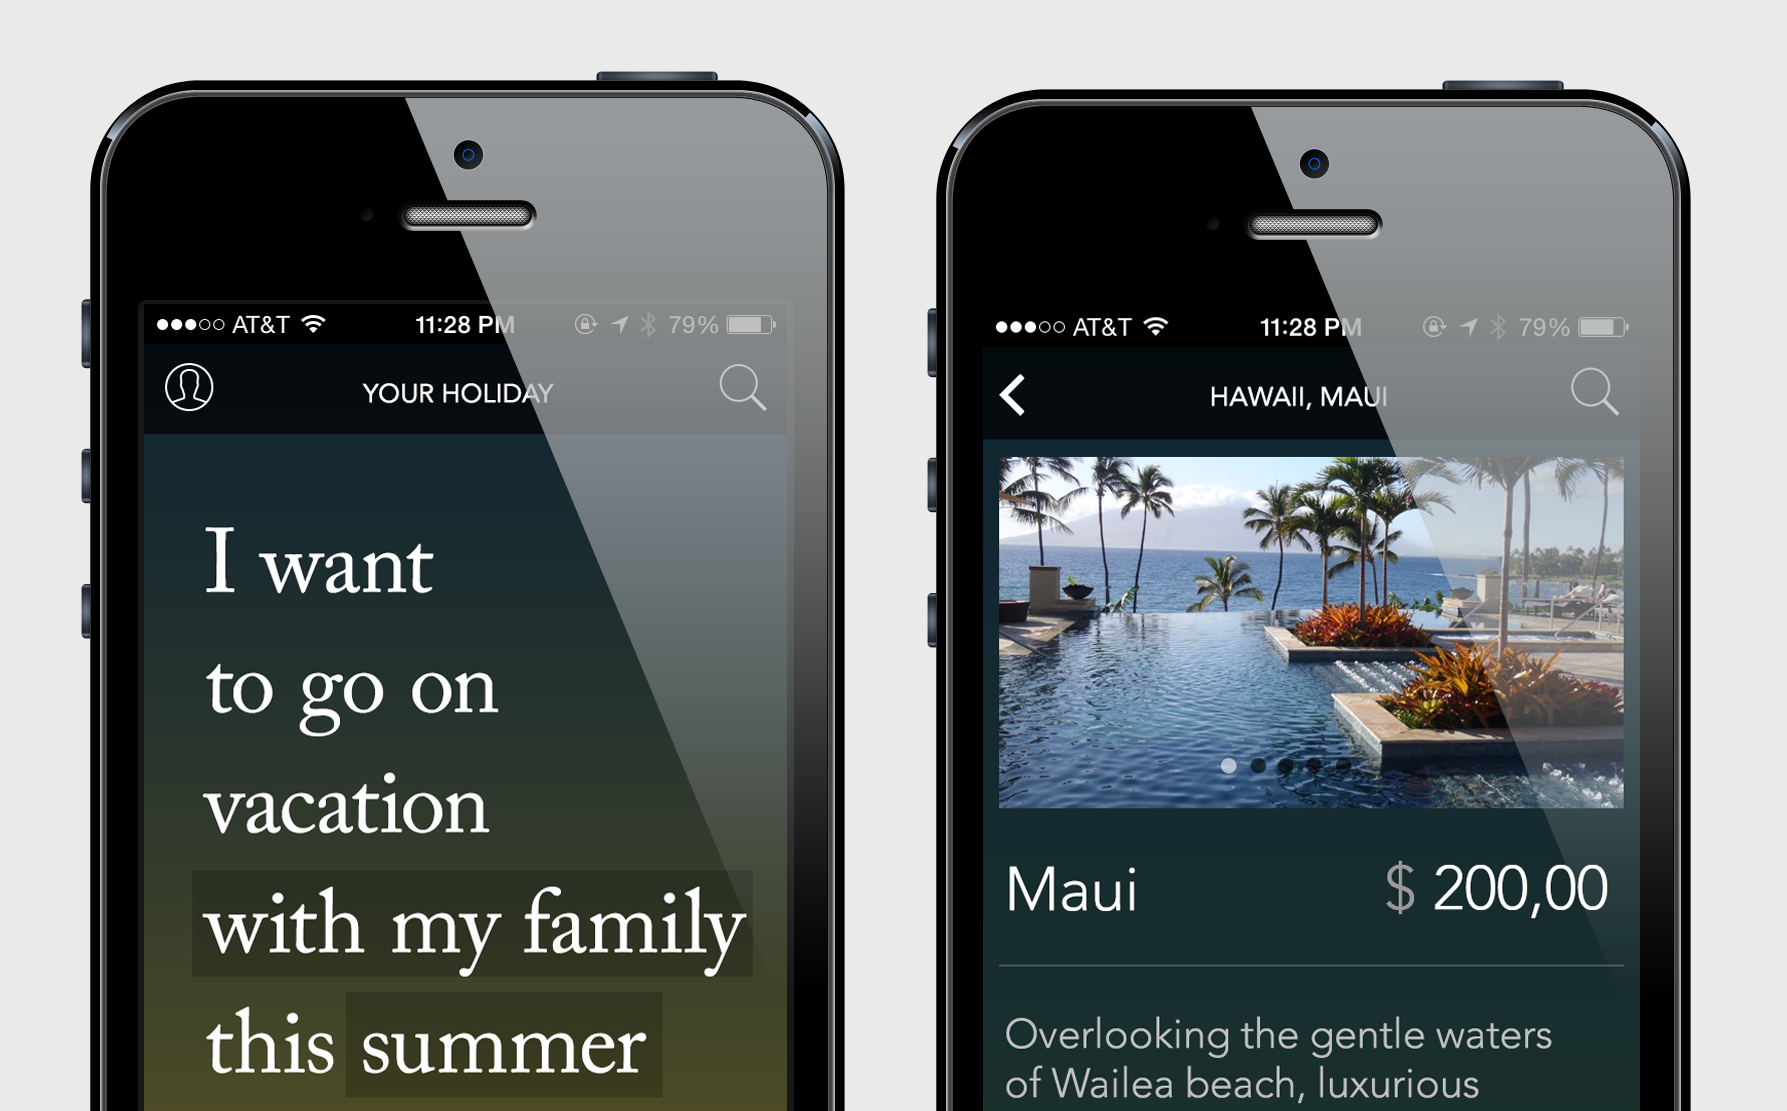 AT&T 11:28 PM 79%
YOUR HOLIDAY
I want
to go on
vacation
with my family
this summer
AT&T 11:28 PM 79%
HAWAII, MAUI
Maui $ 200,00
Overlooking the gentle waters
of Wailea beach, luxurious